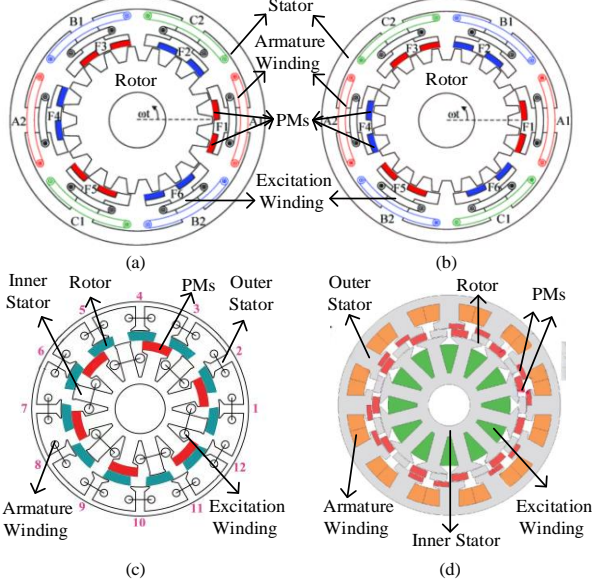 C2
Stator
B1
F3
F2
Armature
Winding
Rotor
A2
F4
ωt
F1
PMs
F5
F6
Excitation
Winding
C1
B2
(a)
C2
B1
F3
F2
Rotor
A2
F4
ωt
F1
A1
F5
F6
B2
C1
(b)
Inner
Stator
Rotor
PMs
Outer
Stator
4
5
3
6
2
7
1
8
12
9
11
10
Armature
Winding
Excitation
Winding
(c)
Outer
Stator
Rotor
PMs
Armature
Winding
Excitation
Winding
Inner Stator
(d)